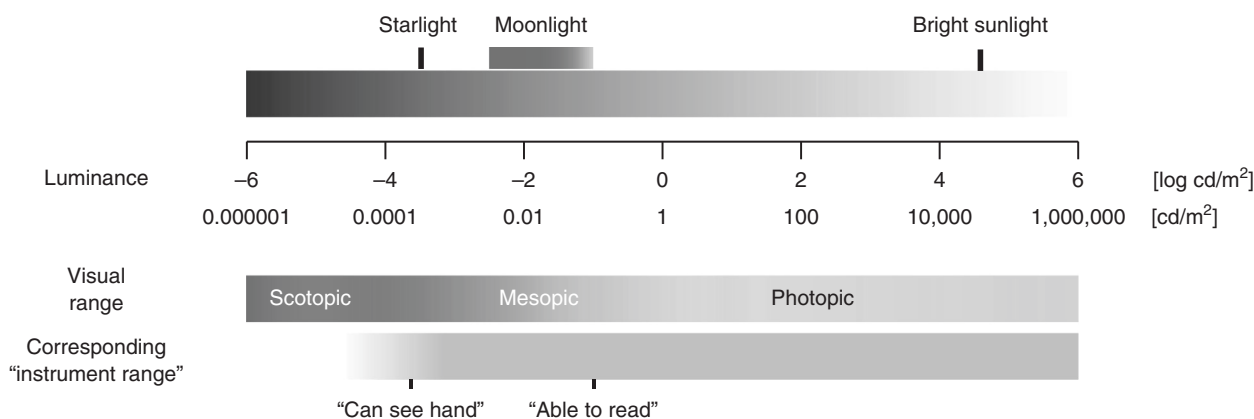 Starlight Moonlight Bright sunlight
Luminance –6 –4 –2 0 2 4 6 [log cd/m²]
0.000001 0.0001 0.01 1 100 10,000 1,000,000 [cd/m²]
Visual
range
Scotopic Mesopic Photopic
Corresponding
“instrument range”
“Can see hand” “Able to read”